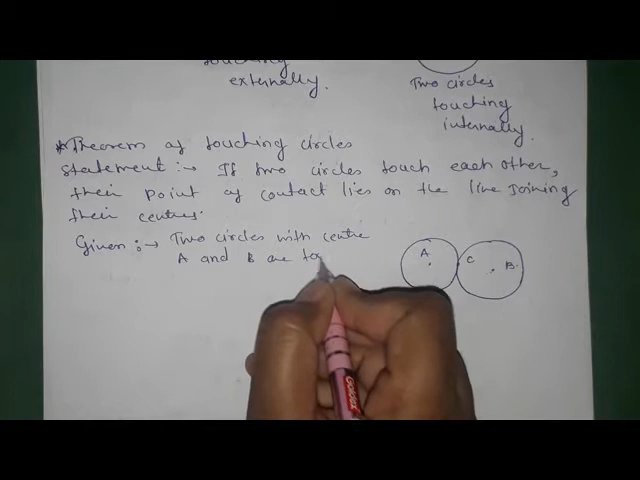 touching
externally.
Two circles
touching
internally.
* Theorem of touching circles
Statement :→ If two circles touch each other,
their point of contact lies on the line joining
their centres.
Given :→ Two circles with centre
A and B are to
A
C
B